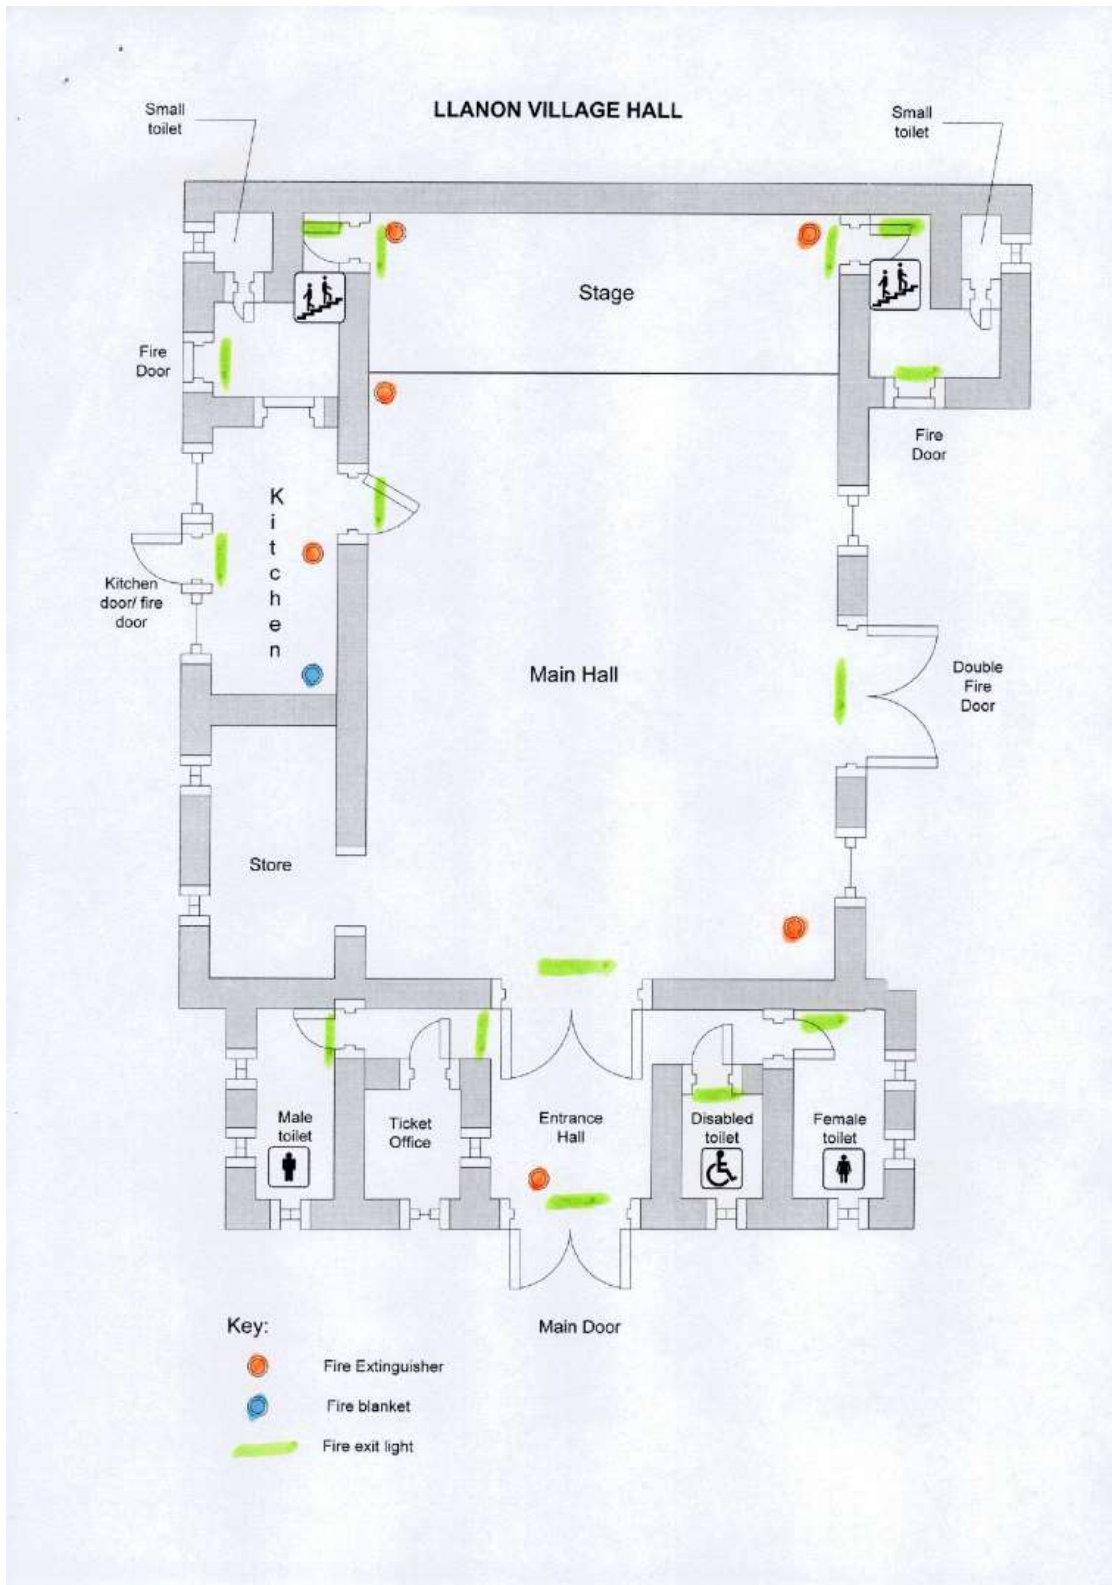 LLANON VILLAGE HALL
Small
toilet
Small
toilet
Stage
Fire
Door
Fire
Door
Kitchen
Kitchen
door/ fire
door
Main Hall
Double
Fire
Door
Store
Male
toilet
Ticket
Office
Entrance
Hall
Disabled
toilet
Female
toilet
Main Door
Key:
Fire Extinguisher
Fire blanket
Fire exit light